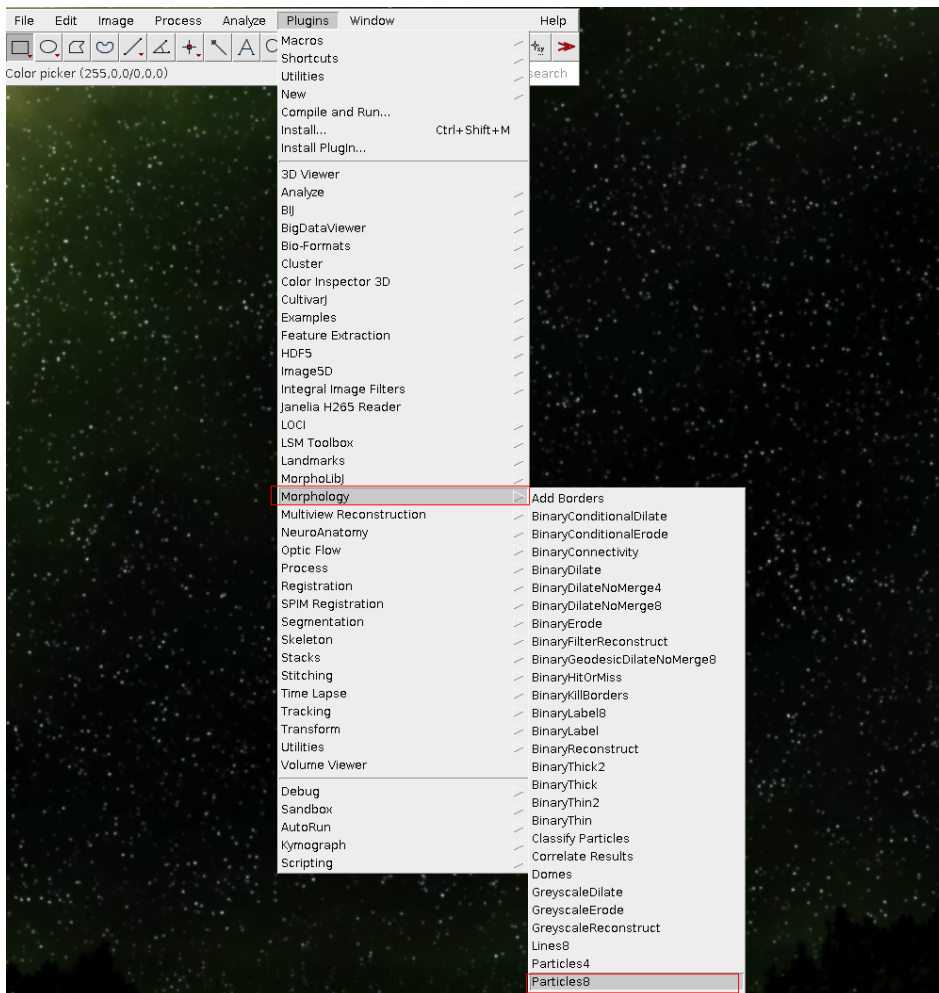 File Edit Image Process Analyze Plugins Window Help
Color picker (255,0,0/0,0,0)
Macros
Shortcuts
Utilities
New
Compile and Run...
Install... Ctrl+Shift+M
Install PlugIn...
3D Viewer
Analyze
BIJ
BigDataViewer
Bio-Formats
Cluster
Color Inspector 3D
CultivarJ
Examples
Feature Extraction
HDF5
Image5D
Integral Image Filters
Janelia H265 Reader
LOCI
LSM Toolbox
Landmarks
MorphoLibJ
Morphology
Multiview Reconstruction
NeuroAnatomy
Optic Flow
Process
Registration
SPIM Registration
Segmentation
Skeleton
Stacks
Stitching
Time Lapse
Tracking
Transform
Utilities
Volume Viewer
Debug
Sandbox
AutoRun
Kymograph
Scripting
Add Borders
BinaryConditionalDilate
BinaryConditionalErode
BinaryConnectivity
BinaryDilate
BinaryDilateNoMerge4
BinaryDilateNoMerge8
BinaryErode
BinaryFilterReconstruct
BinaryGeodesicDilateNoMerge8
BinaryHitOrMiss
BinaryKillBorders
BinaryLabel8
BinaryLabel
BinaryReconstruct
BinaryThick2
BinaryThick
BinaryThin2
BinaryThin
Classify Particles
Correlate Results
Domes
GreyscaleDilate
GreyscaleErode
GreyscaleReconstruct
Lines8
Particles4
Particles8